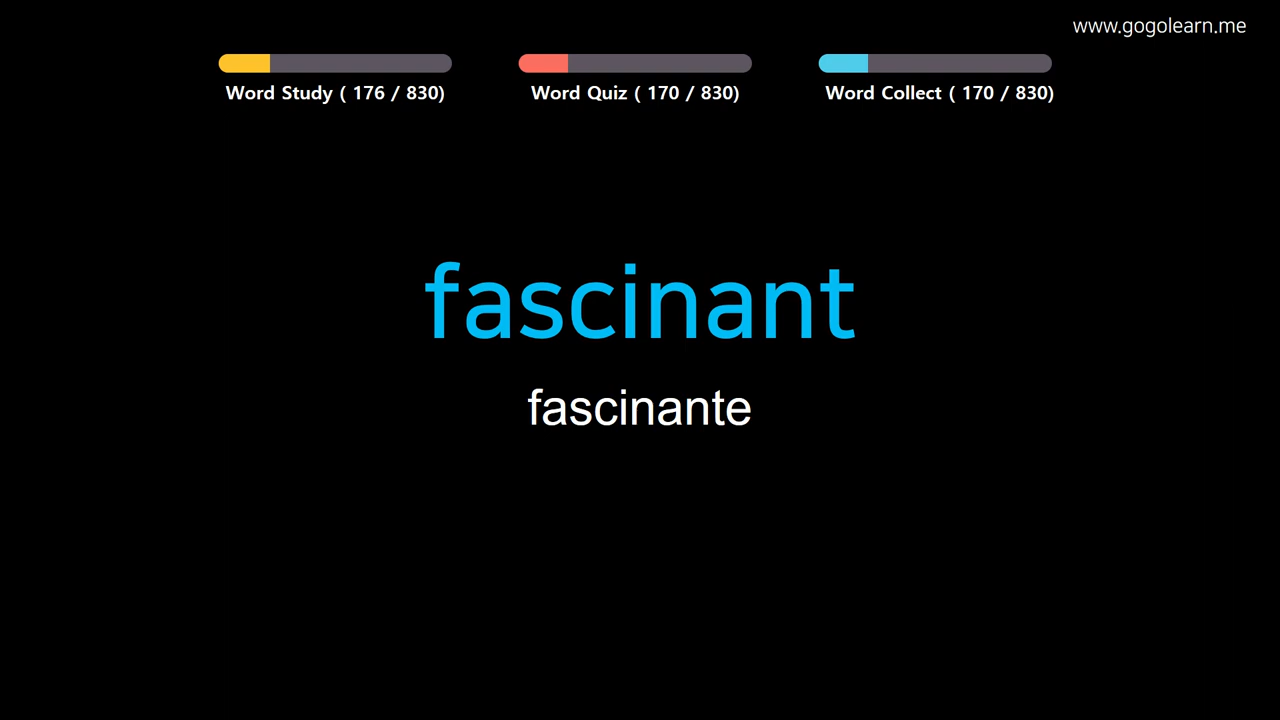 www.gogolearn.me
Word Study ( 176 / 830)
Word Quiz ( 170 / 830)
Word Collect ( 170 / 830)
fascinant
fascinante